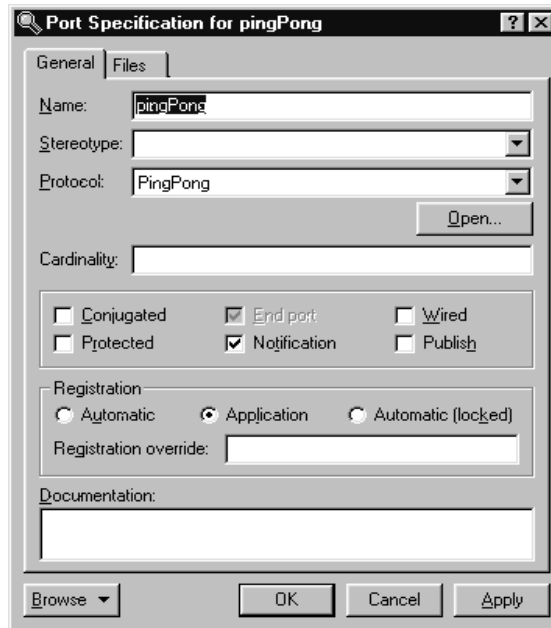 Port Specification for pingPong
General Files
Name: pingPong
Stereotype:
Protocol: PingPong
Open...
Cardinality:
Conjugated End port Wired
Protected Notification Publish
Registration
Automatic Application Automatic (locked)
Registration override:
Documentation:
Browse OK Cancel Apply